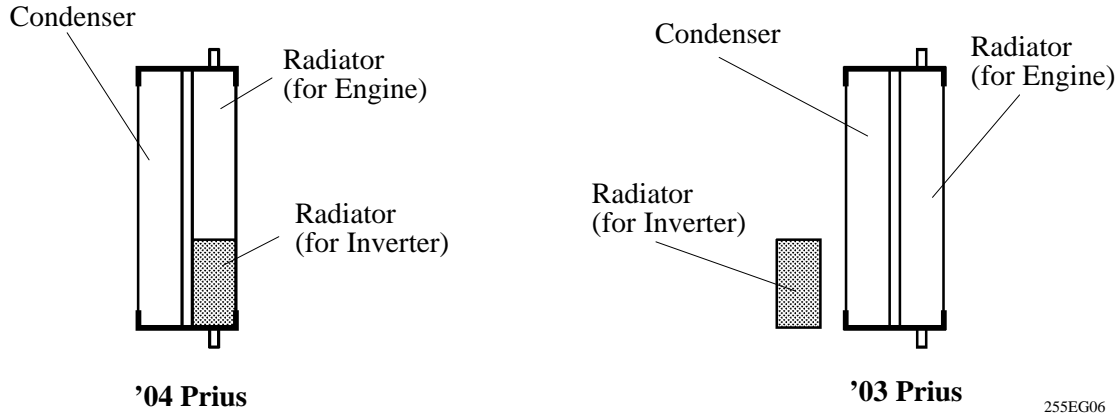 Condenser
Radiator
(for Engine)
Radiator
(for Inverter)
’04 Prius
Condenser
Radiator
(for Engine)
Radiator
(for Inverter)
’03 Prius
255EG06